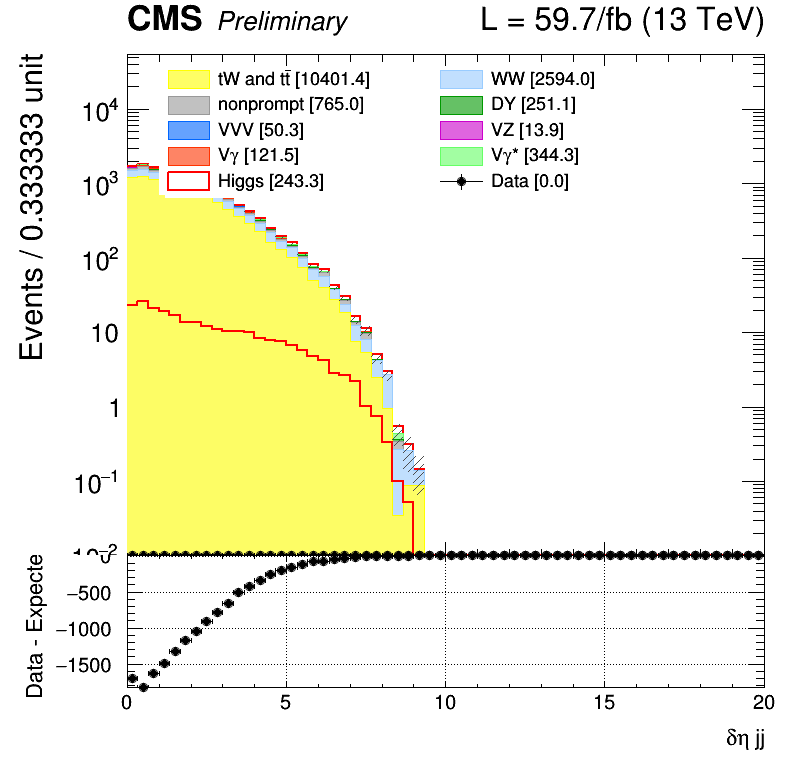 CMS Preliminary L = 59.7/fb (13 TeV)
Events / 0.333333 unit
tW and tt̄ [10401.4] WW [2594.0]
nonprompt [765.0] DY [251.1]
VVV [50.3] VZ [13.9]
Vγ [121.5] Vγ* [344.3]
Higgs [243.3] Data [0.0]
10⁴
10³
10²
10
1
10⁻¹
10⁻²
Data - Expecte
0
−500
−1000
−1500
0 5 10 15 20
δη jj